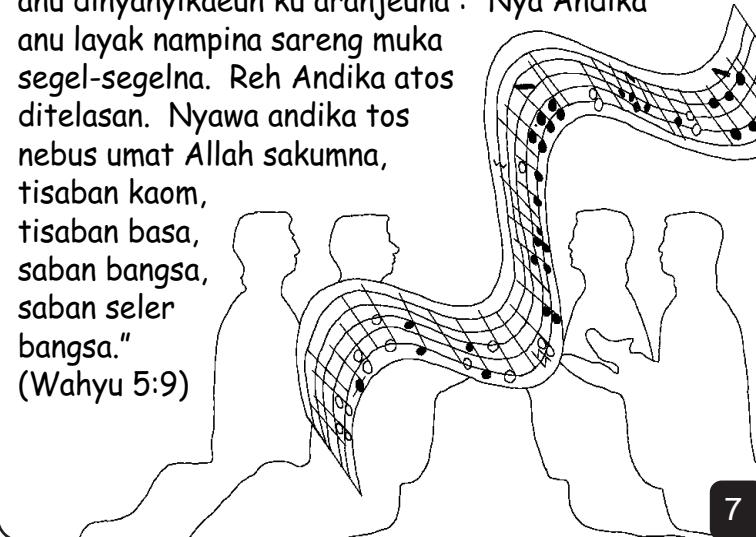 anu dinyanyikaeun ku aranjeuna : "Nya Andika
anu layak nampina sareng muka
segel-segelna. Reh Andika atos
ditelasan. Nyawa andika tos
nebus umat Allah sakumna,
tisaban kaom,
tisaban basa,
saban bangsa,
saban seler
bangsa."
(Wahyu 5:9)
7